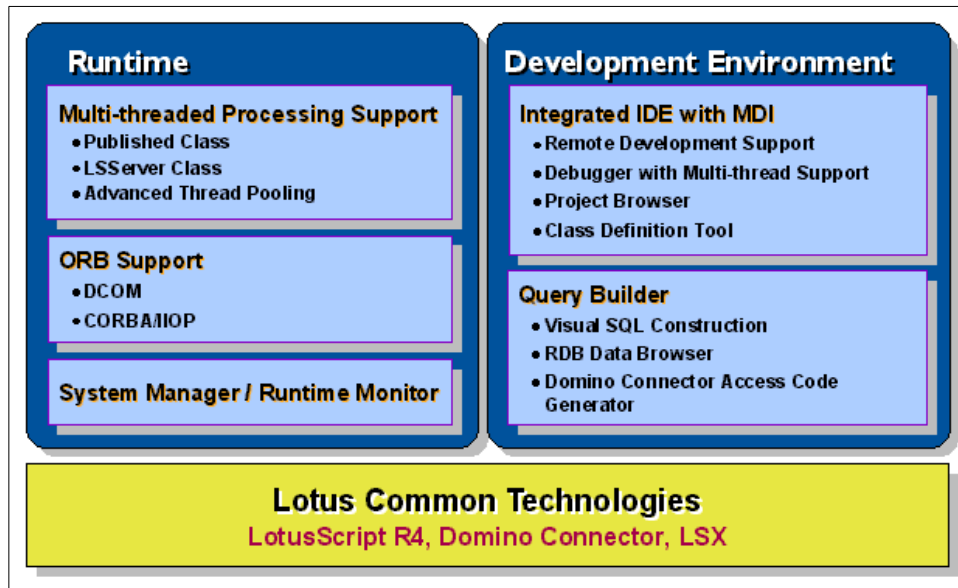 Runtime
Multi-threaded Processing Support
• Published Class
• LSServer Class
• Advanced Thread Pooling
ORB Support
• DCOM
• CORBA/IIOP
System Manager / Runtime Monitor
Development Environment
Integrated IDE with MDI
• Remote Development Support
• Debugger with Multi-thread Support
• Project Browser
• Class Definition Tool
Query Builder
• Visual SQL Construction
• RDB Data Browser
• Domino Connector Access Code
Generator
Lotus Common Technologies
LotusScript R4, Domino Connector, LSX